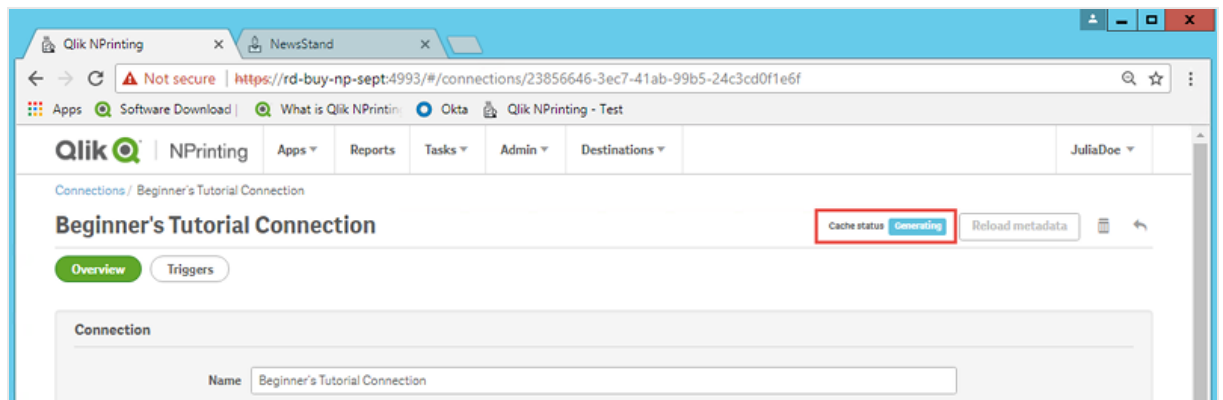 Qlik NPrinting
NewsStand
Not secure | https://rd-buy-np-sept:4993/#/connections/23856646-3ec7-41ab-99b5-24c3cd0f1e6f
Apps Software Download | What is Qlik NPrinting Okta Qlik NPrinting - Test
Qlik NPrinting Apps Reports Tasks Admin Destinations JuliaDoe
Connections / Beginner's Tutorial Connection
Beginner's Tutorial Connection Cache status Generating Reload metadata
Overview Triggers
Connection
Name Beginner's Tutorial Connection